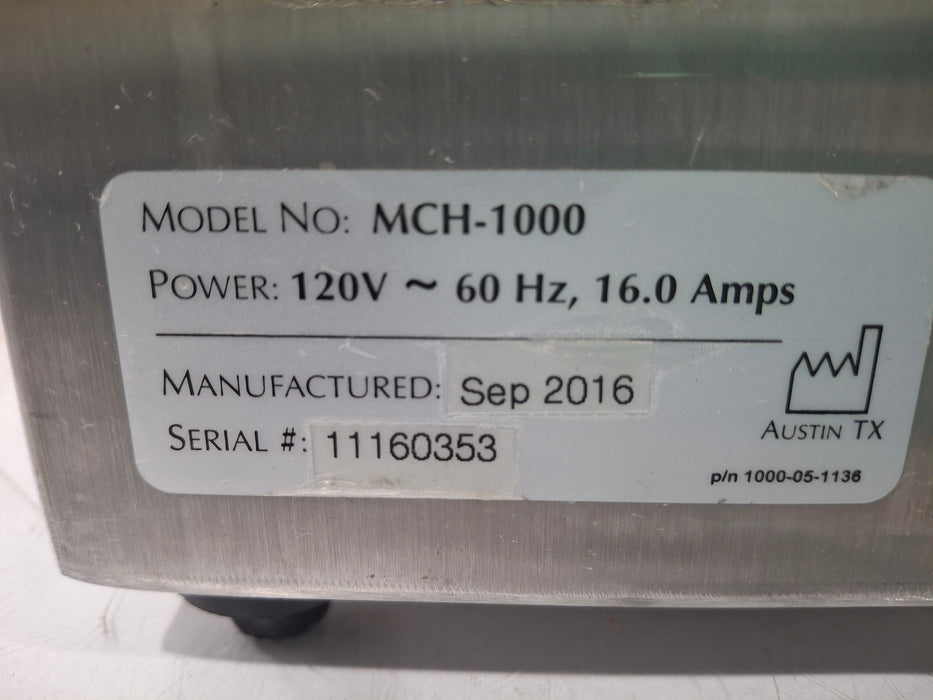 MODEL NO: MCH-1000
POWER: 120V ~ 60 Hz, 16.0 Amps
MANUFACTURED: Sep 2016
SERIAL #: 11160353
AUSTIN TX
p/n 1000-05-1136